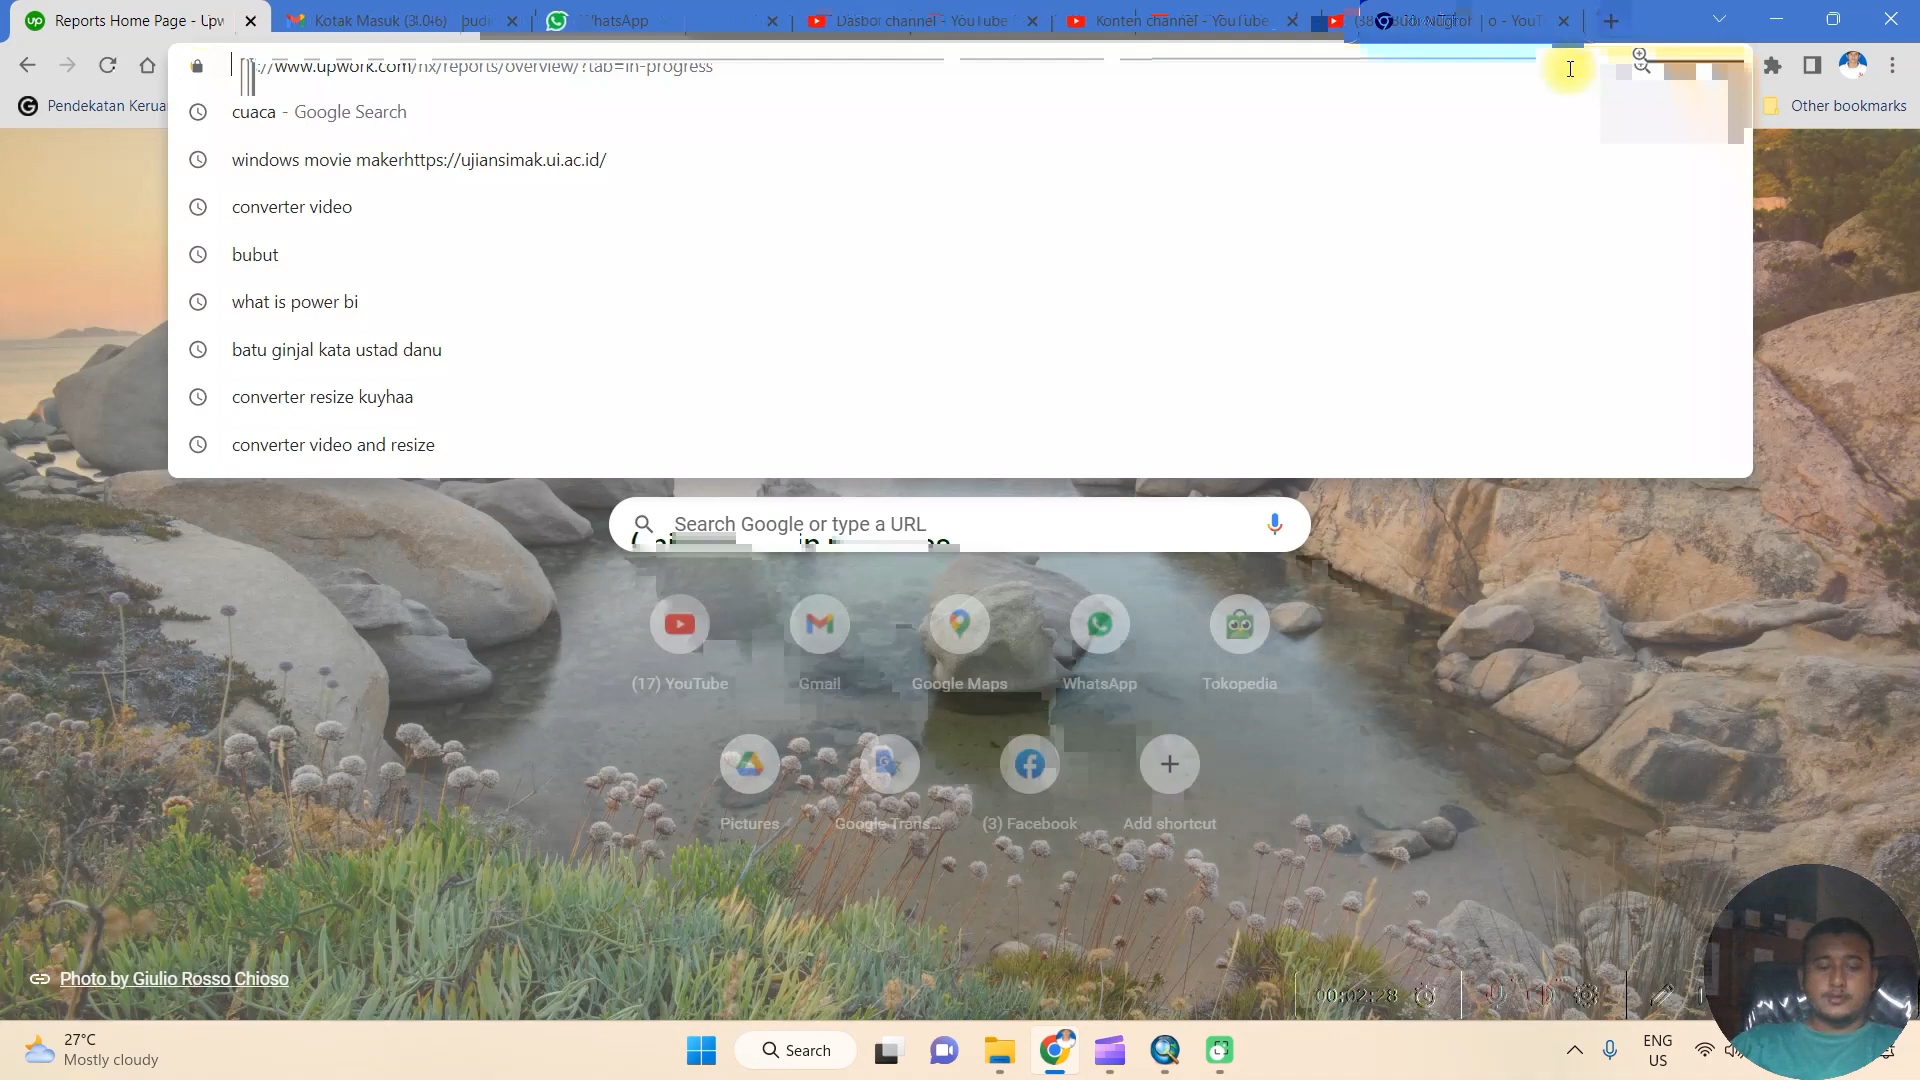 Reports Home Page - Upw
Kotak Masuk
WhatsApp
Dasbor channel - YouTube
Konten channel - YouTube
://www.upwork.com/nx/reports/overview/?tab=in-progress
Pendekatan Kerua
Other bookmarks
cuaca - Google Search
windows movie makerhttps://ujiansimak.ui.ac.id/
converter video
bubut
what is power bi
batu ginjal kata ustad danu
converter resize kuyhaa
converter video and resize
Search Google or type a URL
(17) YouTube
Gmail
Google Maps
WhatsApp
Tokopedia
Pictures
Google Trans...
(3) Facebook
Add shortcut
Photo by Giulio Rosso Chioso
00:02:28
27°C
Mostly cloudy
Search
ENG
US